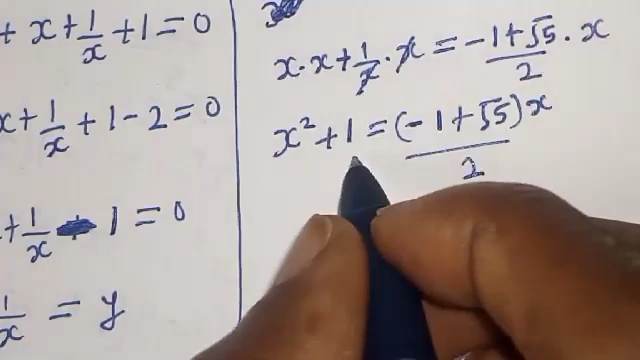 + x + 1/x + 1 = 0
x + 1/x + 1 - 2 = 0
+ 1/x - 1 = 0
1/x = y
x · x + 1/x · x = (-1+√5)/2 · x
x² + 1 = (-1+√5)x/2